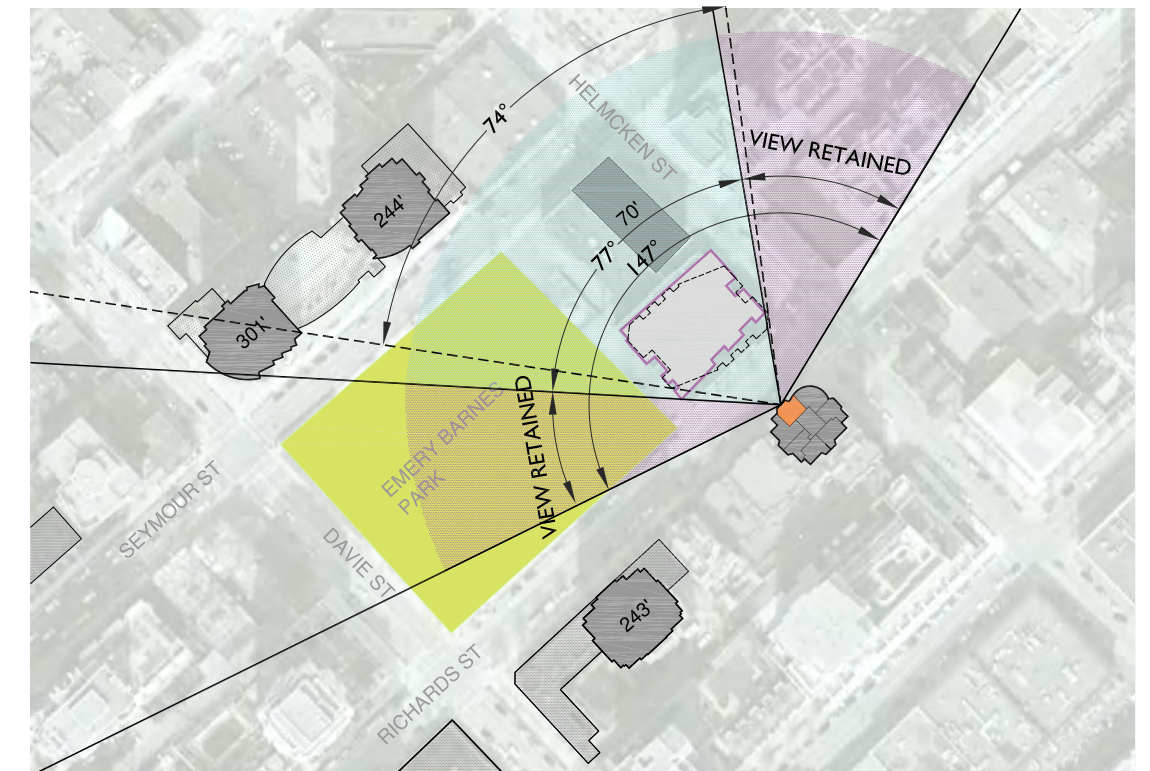 74°
HELMCKEN ST
VIEW RETAINED
244'
70'
77°
147°
301'
EMERY BARNES
PARK
VIEW RETAINED
SEYMOUR ST
DAVIE ST
243'
RICHARDS ST